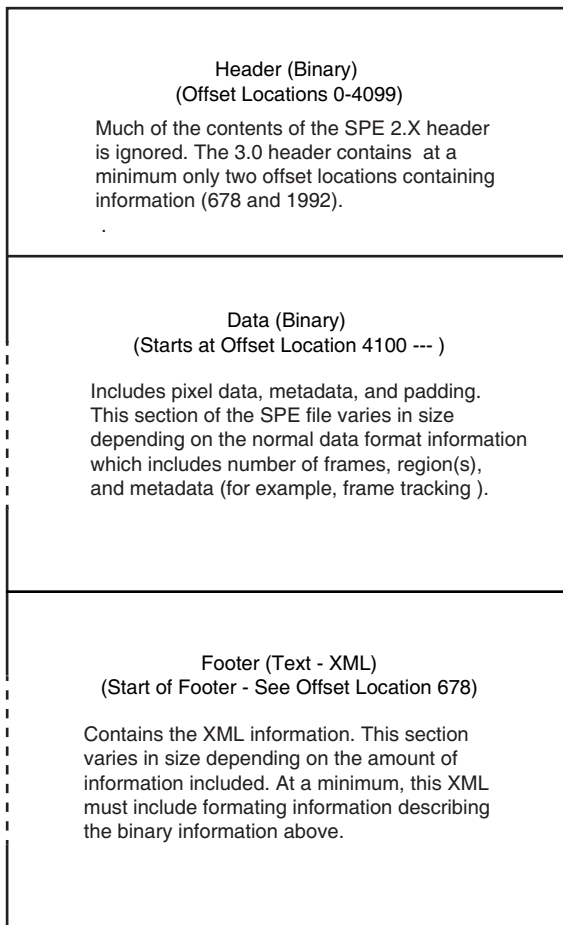 Header (Binary)
(Offset Locations 0-4099)
Much of the contents of the SPE 2.X header
is ignored. The 3.0 header contains  at a
minimum only two offset locations containing
information (678 and 1992).
.
Data (Binary)
(Starts at Offset Location 4100 --- )
Includes pixel data, metadata, and padding.
This section of the SPE file varies in size
depending on the normal data format information
which includes number of frames, region(s),
and metadata (for example, frame tracking ).
Footer (Text - XML)
(Start of Footer - See Offset Location 678)
Contains the XML information. This section
varies in size depending on the amount of
information included. At a minimum, this XML
must include formating information describing
the binary information above.